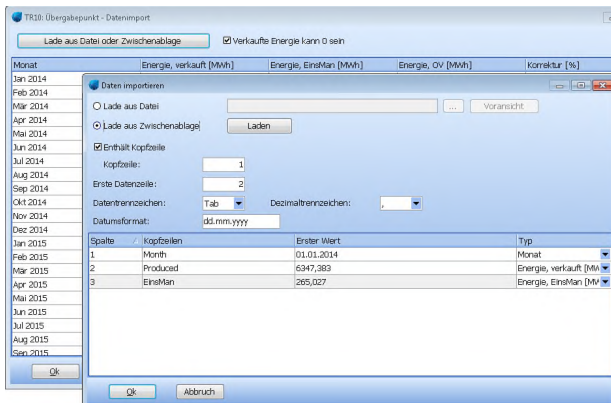 TR10: Übergabepunkt - Datenimport
Lade aus Datei oder Zwischenablage
Verkaufte Energie kann 0 sein
Monat Energie, verkauft [MWh] Energie, EinsMan [MWh] Energie, OV [MWh] Korrektur [%]
Jan 2014
Feb 2014
Mär 2014
Apr 2014
Mai 2014
Jun 2014
Jul 2014
Aug 2014
Sep 2014
Okt 2014
Nov 2014
Dez 2014
Jan 2015
Feb 2015
Mär 2015
Apr 2015
Mai 2015
Jun 2015
Jul 2015
Aug 2015
Sep 2015
Ok
Daten importieren
Lade aus Datei ... Voransicht
Lade aus Zwischenablage Laden
Enthält Kopfzeile
Kopfzeile: 1
Erste Datenzeile: 2
Datentrennzeichen: Tab Dezimaltrennzeichen: ,
Datumsformat: dd.mm.yyyy
Spalte Kopfzeilen Erster Wert Typ
1 Month 01.01.2014 Monat
2 Produced 6347,383 Energie, verkauft [MW
3 EinsMan 265,027 Energie, EinsMan [MW
Ok Abbruch